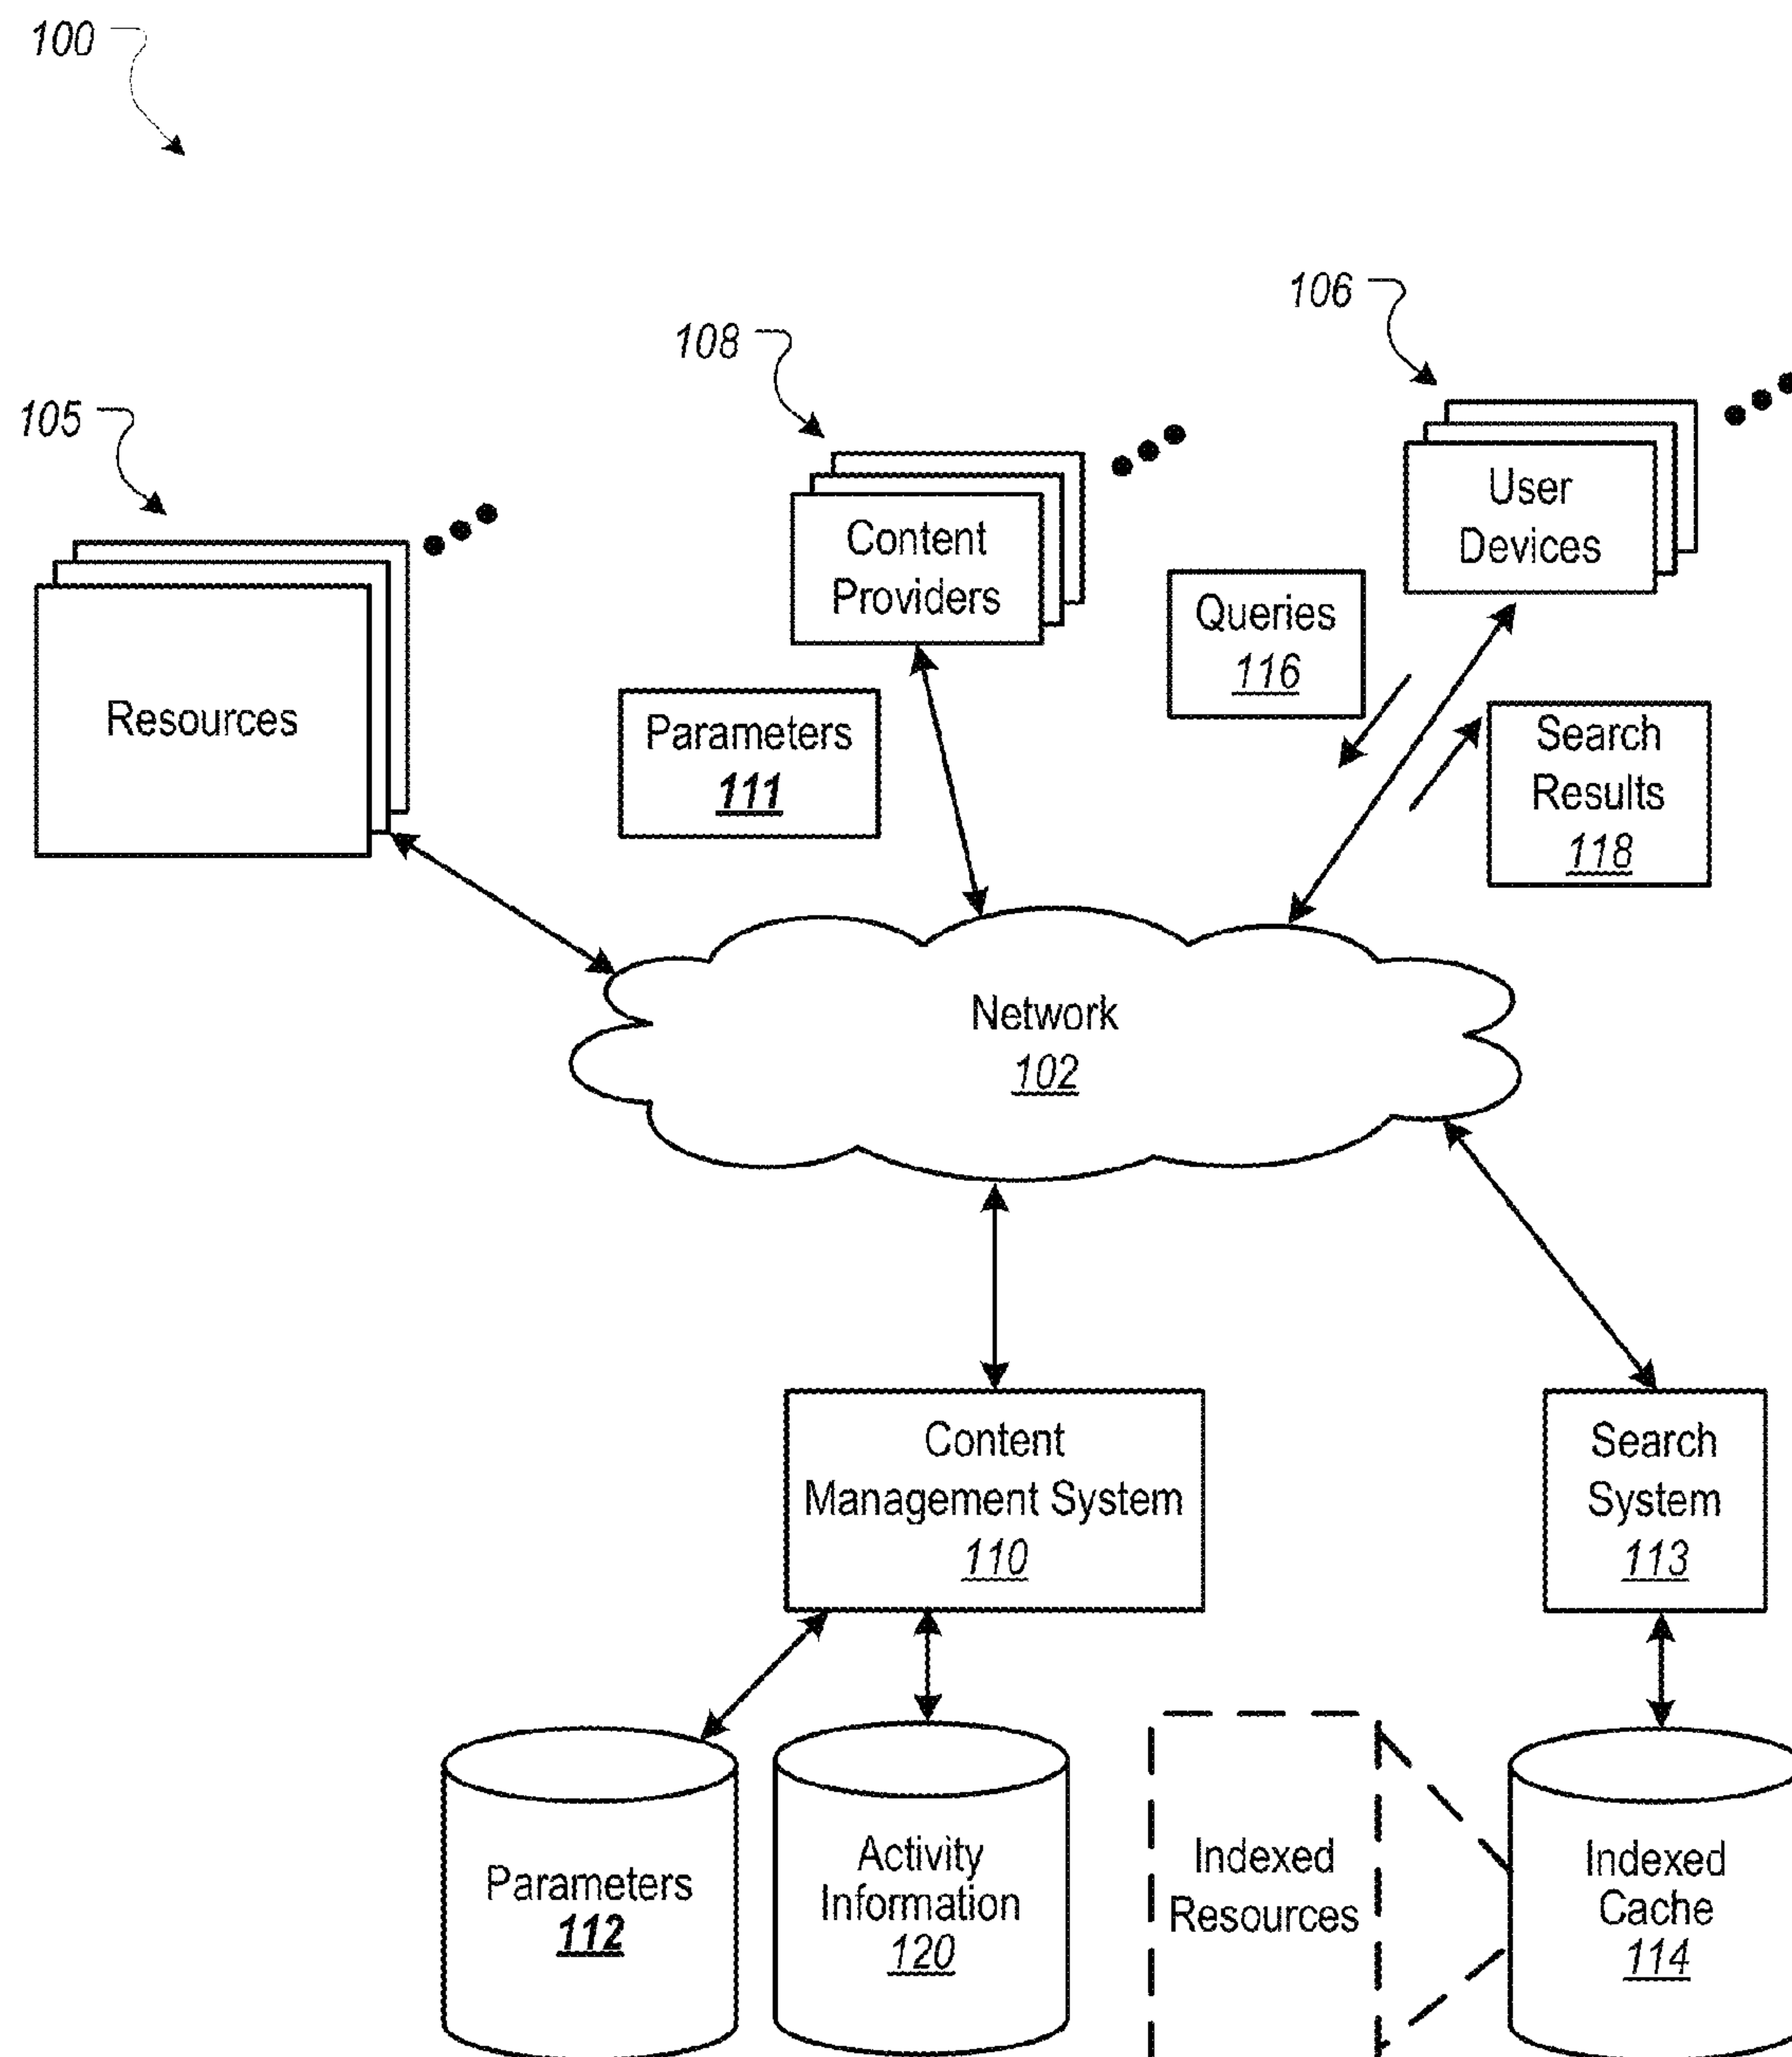 100
106
108
105
User
Devices
Content
Providers
Queries
116
Resources
Parameters
111
Search
Results
118
Network
102
Content
Management System
110
Search
System
113
Parameters
112
Activity
Information
120
Indexed
Resources
Indexed
Cache
114